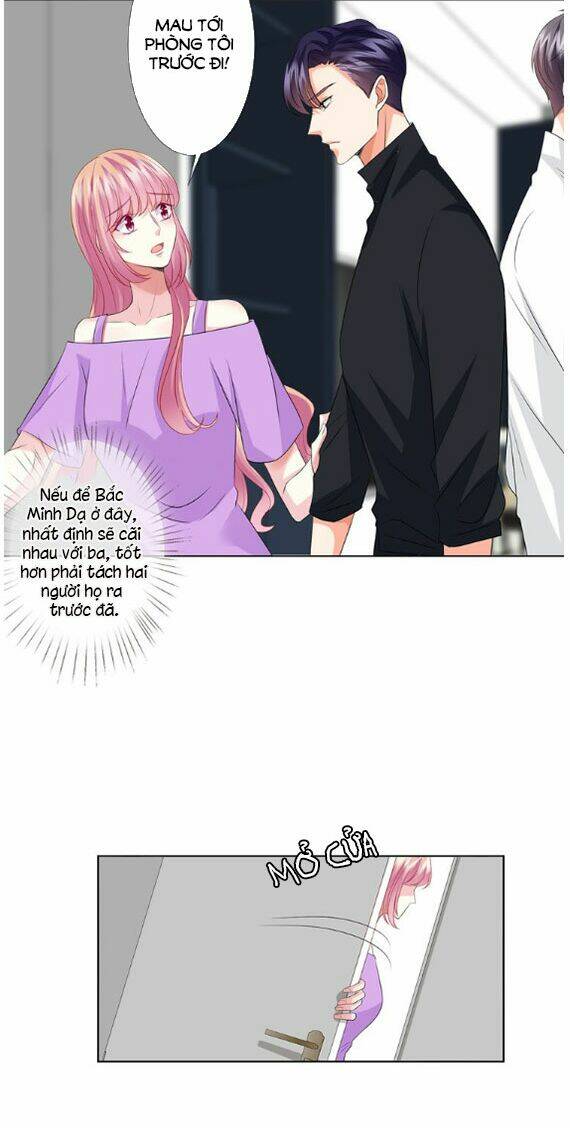 MAU TỚI
PHÒNG TÔI
TRƯỚC ĐI!
Nếu để Bắc
Minh Dạ ở đây,
nhất định sẽ cãi
nhau với ba, tốt
hơn phải tách hai
người họ ra
trước đã.
MỞ CỬA